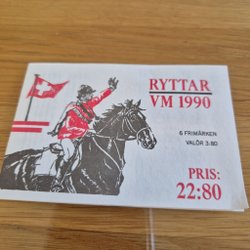 RYTTAR
VM 1990
6 FRIMÄRKEN
VALÖR 3:80
PRIS:
22:80